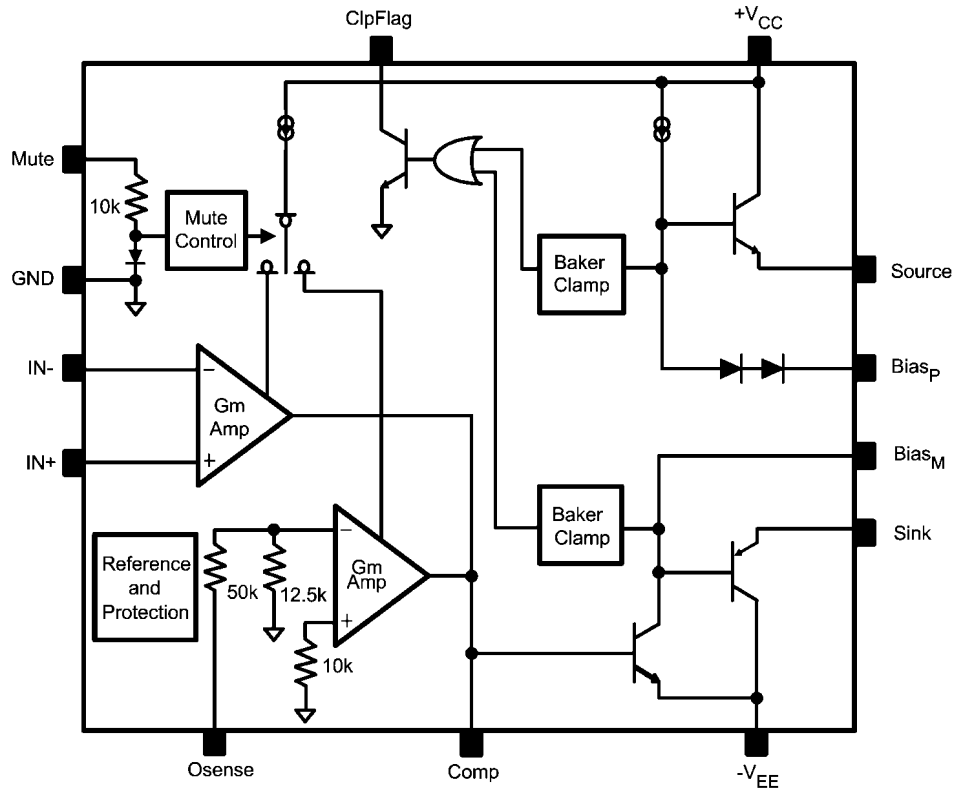 ClpFlag
+VCC
Mute
10k
Mute
Control
GND
Baker
Clamp
Source
IN-
−
Gm
Amp
BiasP
IN+
+
BiasM
Baker
Clamp
Sink
Reference
and
Protection
50k
12.5k
−
Gm
Amp
+
10k
Osense
Comp
-VEE